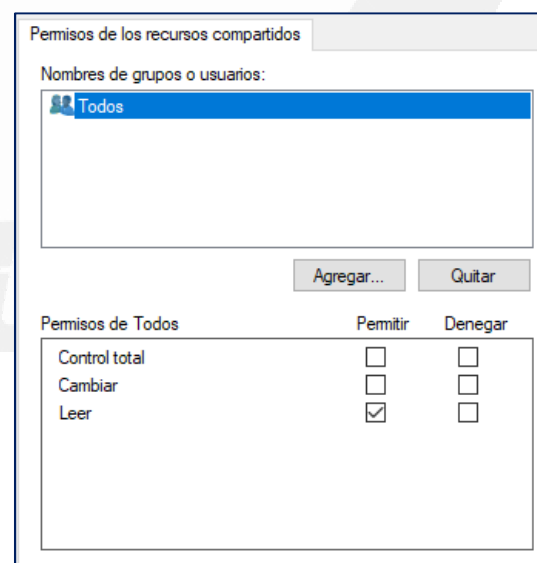 Permisos de los recursos compartidos
Nombres de grupos o usuarios:
Todos
Agregar... Quitar
Permisos de Todos Permitir Denegar
Control total
Cambiar
Leer